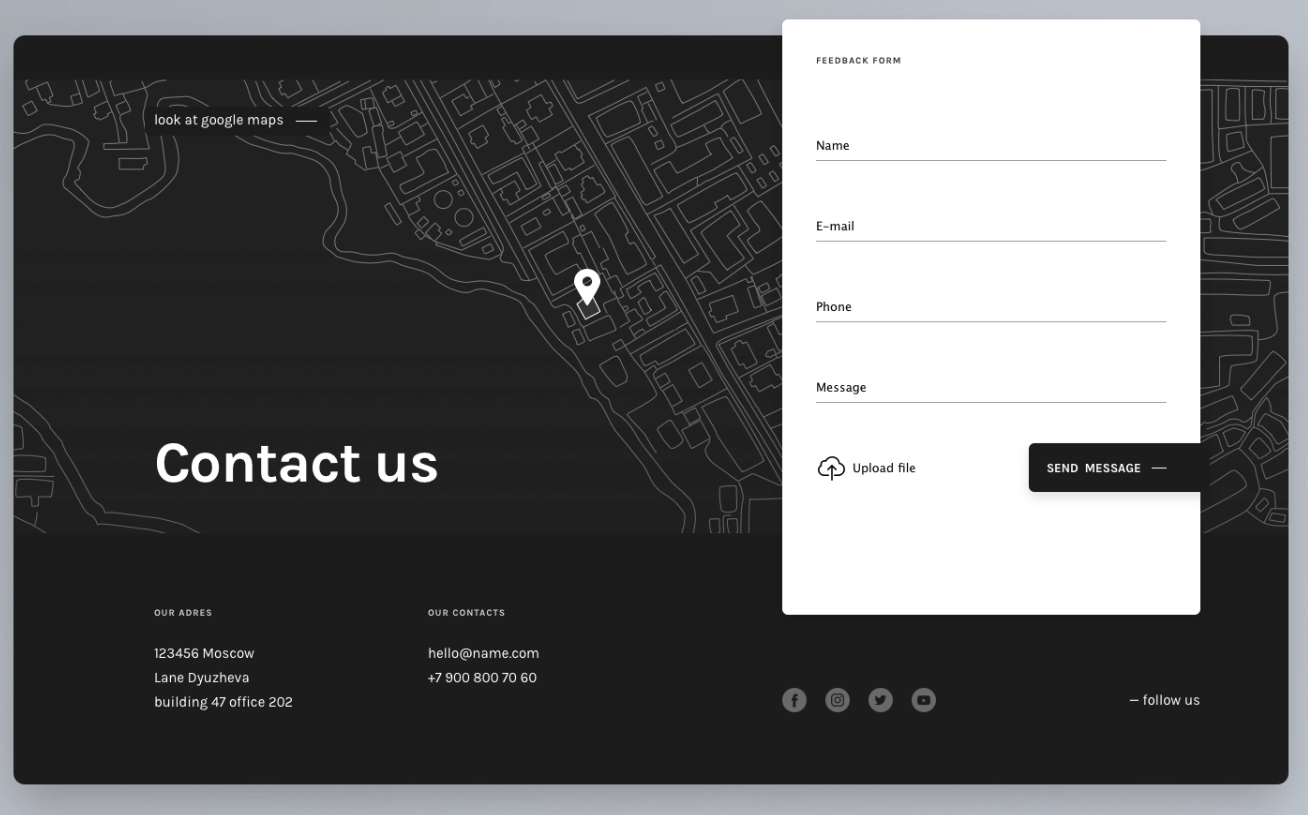 look at google maps —
Contact us
FEEDBACK FORM
Name
E-mail
Phone
Message
Upload file
SEND MESSAGE —
OUR ADRES
123456 Moscow
Lane Dyuzheva
building 47 office 202
OUR CONTACTS
hello@name.com
+7 900 800 70 60
— follow us